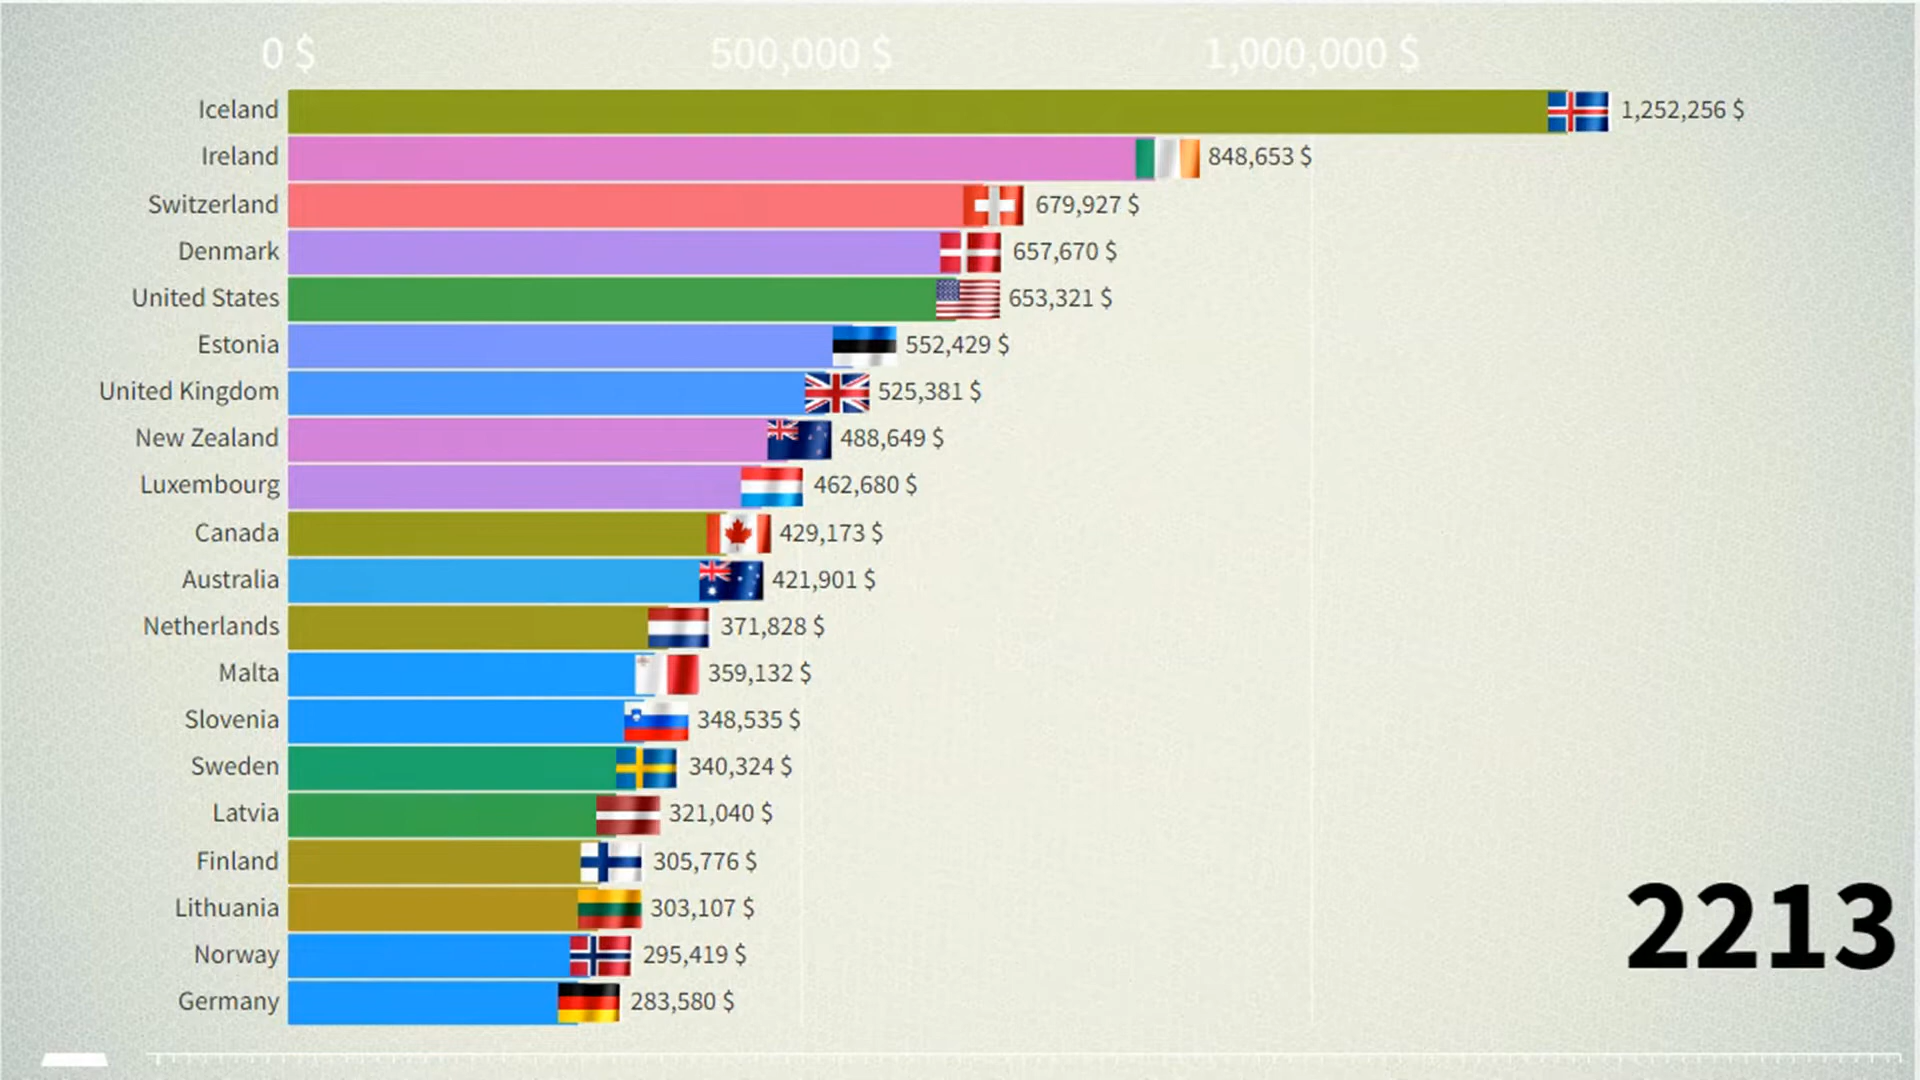 0 $ 500,000 $ 1,000,000 $
Iceland 1,252,256 $
Ireland 848,653 $
Switzerland 679,927 $
Denmark 657,670 $
United States 653,321 $
Estonia 552,429 $
United Kingdom 525,381 $
New Zealand 488,649 $
Luxembourg 462,680 $
Canada 429,173 $
Australia 421,901 $
Netherlands 371,828 $
Malta 359,132 $
Slovenia 348,535 $
Sweden 340,324 $
Latvia 321,040 $
Finland 305,776 $
Lithuania 303,107 $
Norway 295,419 $
Germany 283,580 $
2213